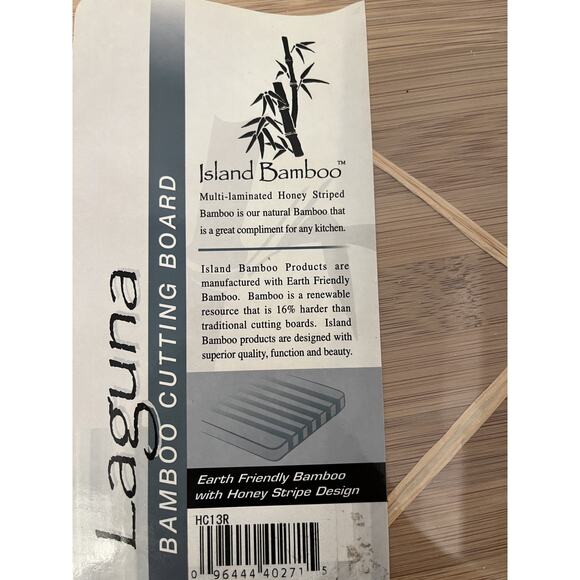 Laguna
BAMBOO CUTTING BOARD
Island Bamboo™
Multi-laminated Honey Striped
Bamboo is our natural Bamboo that
is a great compliment for any kitchen.
Island Bamboo Products are
manufactured with Earth Friendly
Bamboo. Bamboo is a renewable
resource that is 16% harder than
traditional cutting boards. Island
Bamboo products are designed with
superior quality, function and beauty.
Earth Friendly Bamboo
with Honey Stripe Design
HC13R
0 96444 40271 5